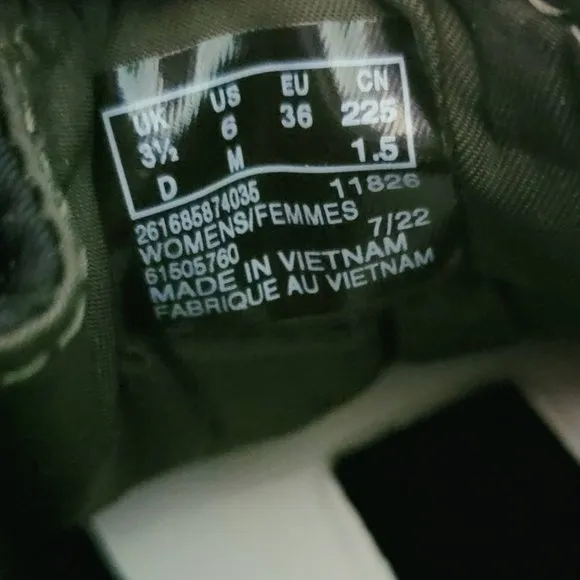 UK US EU CN
3½ 6 36 225
D M 1.5
261685874035 11826
WOMENS/FEMMES
61505760 7/22
MADE IN VIETNAM
FABRIQUE AU VIETNAM